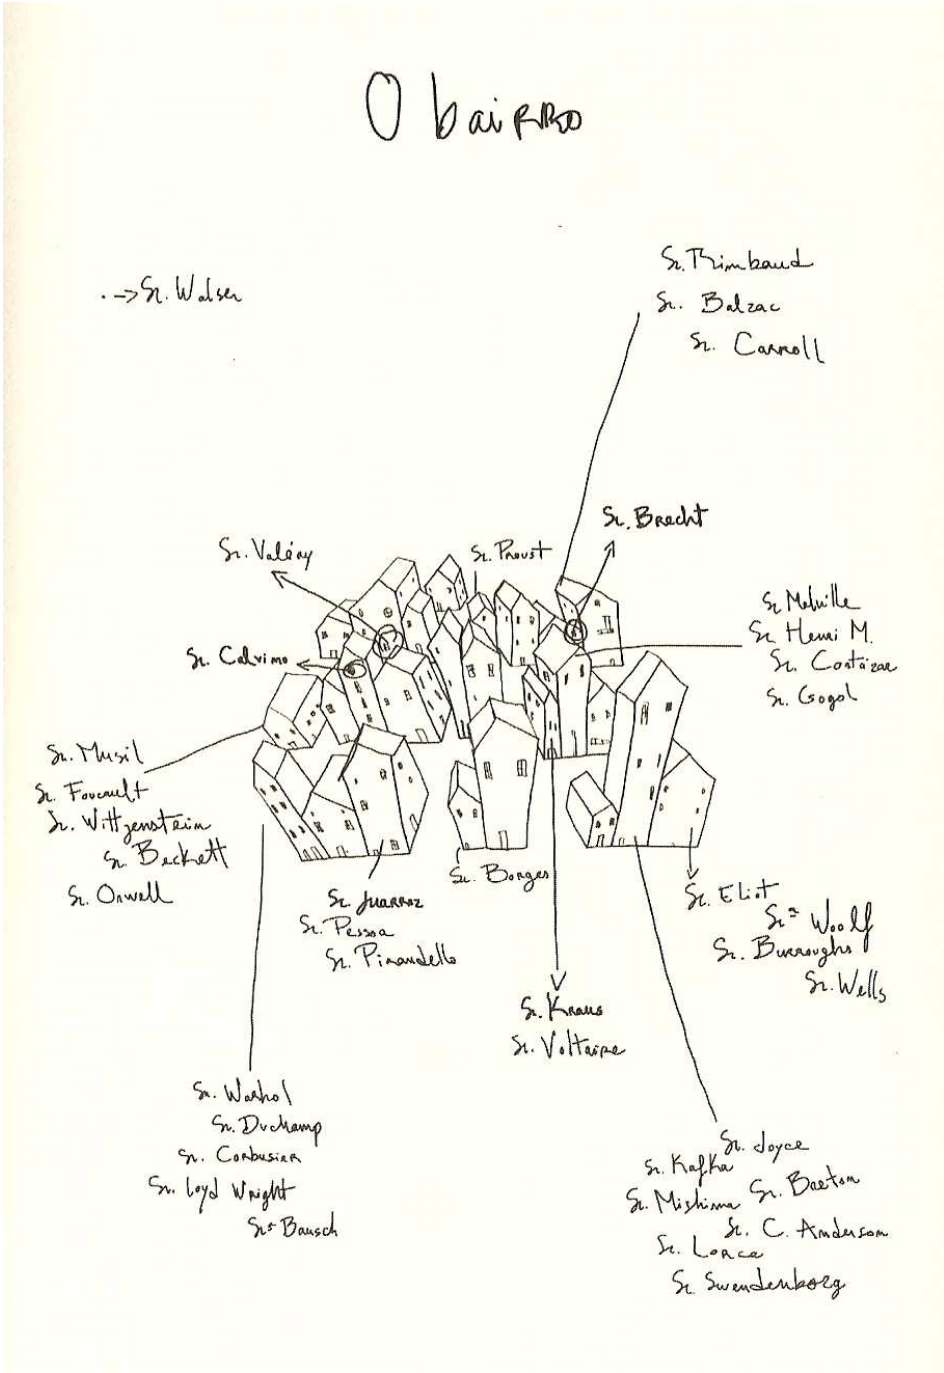 O bairro
Sr. Rimbaud
Sr. Balzac
Sr. Carroll
Sr. Walser
Sr. Brecht
Sr. Valéry
Sr. Proust
Sr. Calvino
Sr. Melville
Sr. Henri M.
Sr. Cortázar
Sr. Gogol
Sr. Musil
Sr. Foucault
Sr. Wittgenstein
Sr. Beckett
Sr. Orwell
Sr. Juarroz
Sr. Pessoa
Sr. Pirandello
Sr. Borges
Sr. Eliot
Srª Woolf
Sr. Burroughs
Sr. Wells
Sr. Kraus
Sr. Voltaire
Sr. Warhol
Sr. Duchamp
Sr. Corbusier
Sr. Loyd Wright
Srª Bausch
Sr. Joyce
Sr. Kafka
Sr. Mishima Sr. Breton
Sr. C. Anderson
Sr. Lorca
Sr. Swendenborg